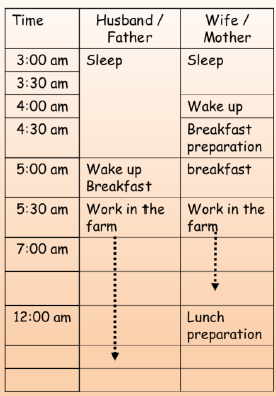 Time Husband / Wife /
Father Mother
3:00 am Sleep Sleep
3:30 am
4:00 am Wake up
4:30 am Breakfast
preparation
5:00 am Wake up breakfast
Breakfast
5:30 am Work in the Work in the
farm farm
7:00 am
12:00 am Lunch
preparation